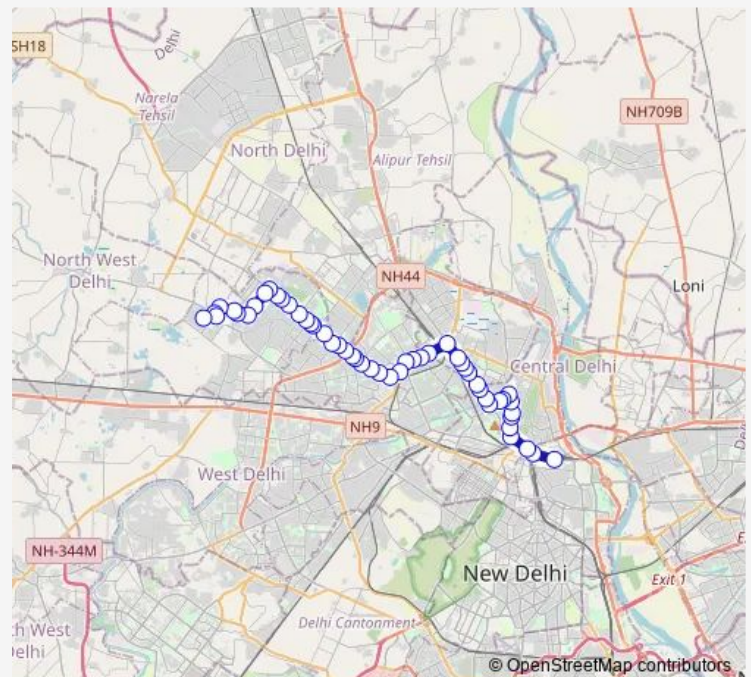 SH18
Delhi
Narela
Tehsil
NH709B
North Delhi
Alipur Tehsil
North West
Delhi
NH44
Loni
Central Delhi
NH9
West Delhi
NH-344M
New Delhi
Exit 1
Delhi Cantonment
th West
Delhi
© OpenStreetMap contributors